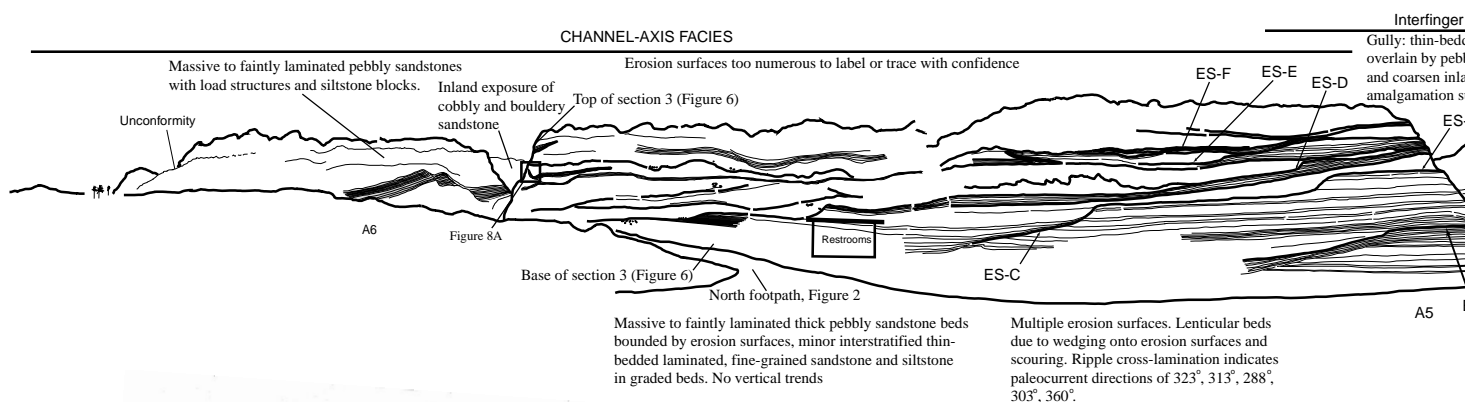 Interfinger
CHANNEL-AXIS FACIES
Gully: thin-bedd
overlain by pebb
and coarsen inla
amalgamation su
Massive to faintly laminated pebbly sandstones
with load structures and siltstone blocks.
Erosion surfaces too numerous to label or trace with confidence
Inland exposure of
cobbly and bouldery
sandstone
Top of section 3 (Figure 6)
ES-F
ES-E
ES-D
ES-
Unconformity
A6
Figure 8A
Restrooms
Base of section 3 (Figure 6)
ES-C
North footpath, Figure 2
A5
Massive to faintly laminated thick pebbly sandstone beds
bounded by erosion surfaces, minor interstratified thin-
bedded laminated, fine-grained sandstone and siltstone
in graded beds. No vertical trends
Multiple erosion surfaces. Lenticular beds
due to wedging onto erosion surfaces and
scouring. Ripple cross-lamination indicates
paleocurrent directions of 323°, 313°, 288°,
303°, 360°.